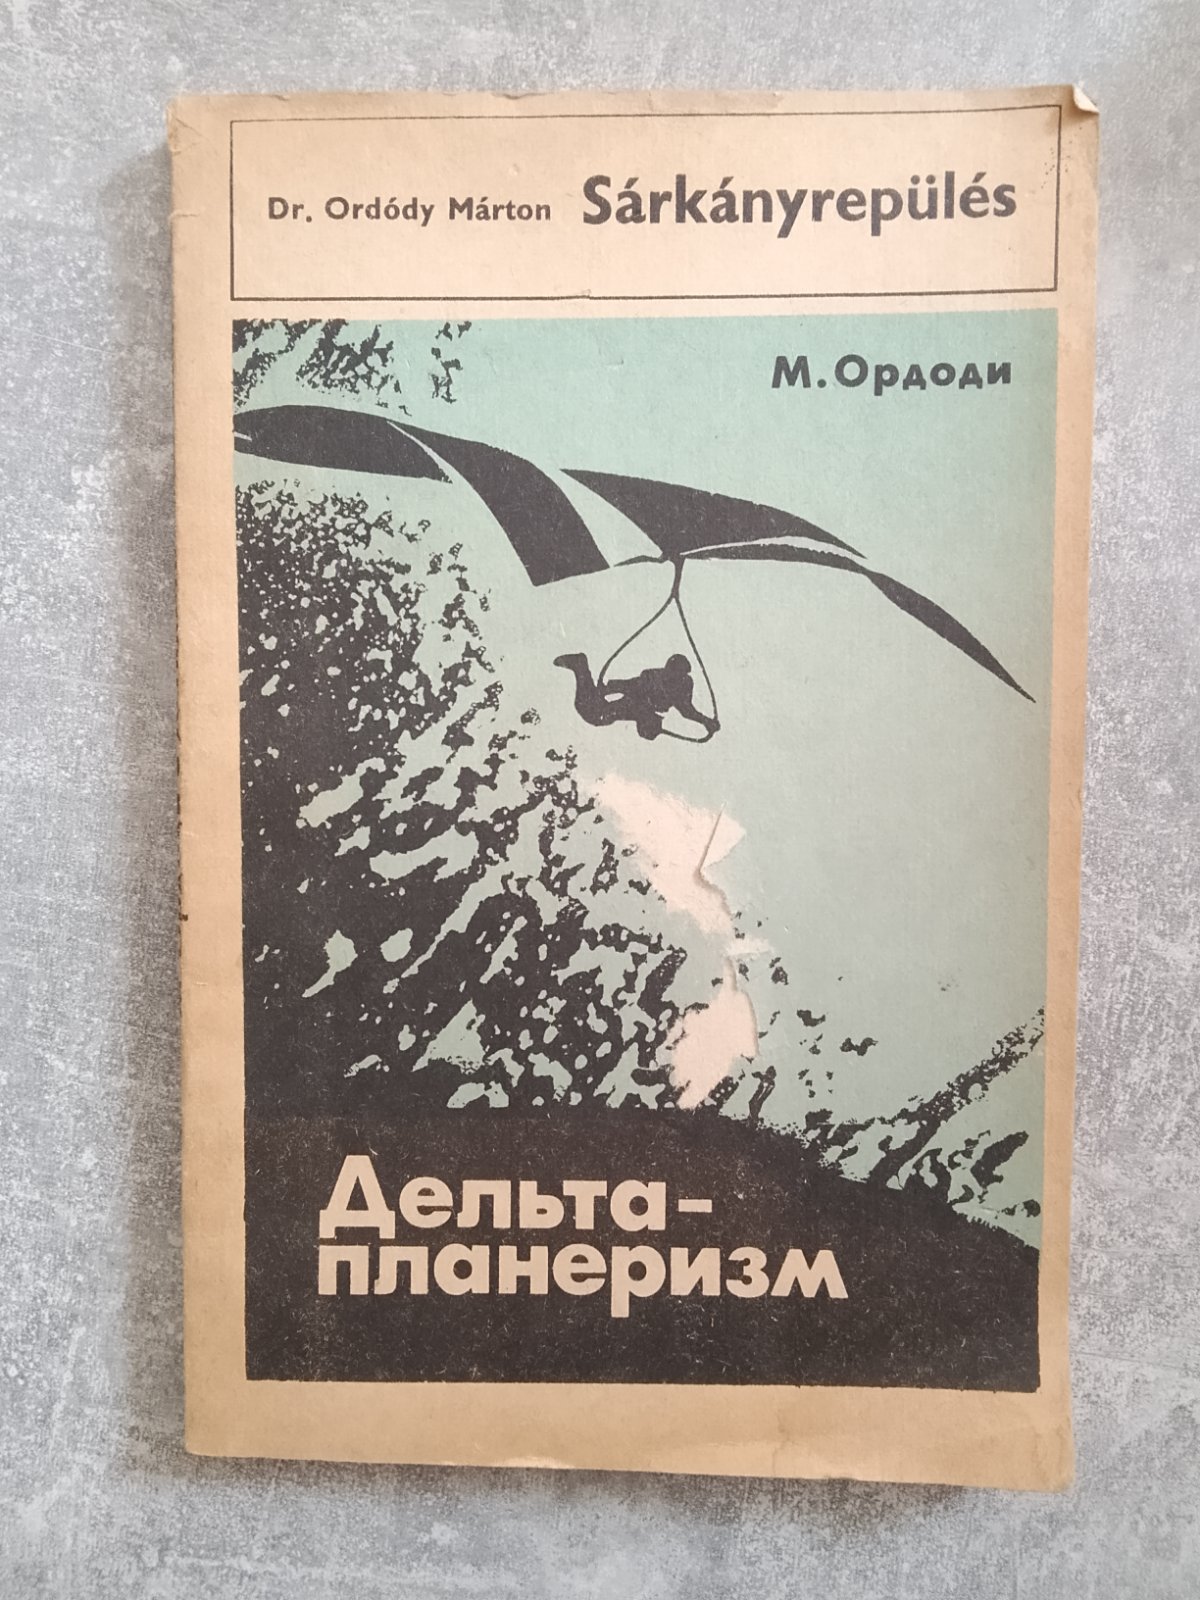 Dr. Ordódy Márton Sárkányrepülés
М. Ордоди
Дельта-
планеризм